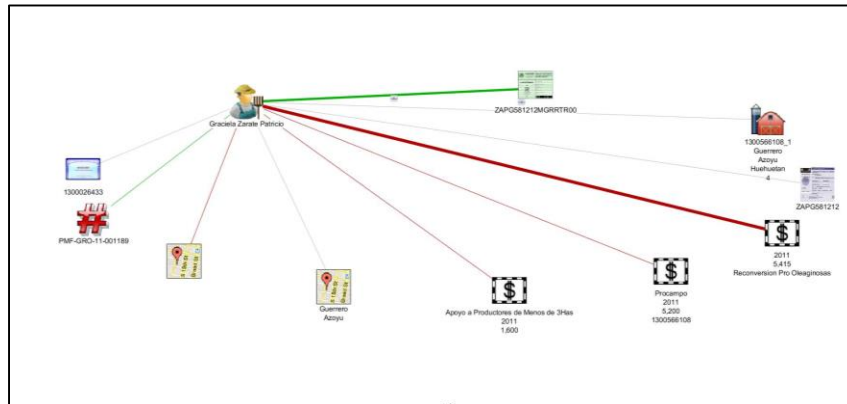 Graciela Zarate Patricio
ZAPG581212MGRRTR00
1300566108_1
Guerrero
Azoyu
Huehuetan
4
1300026433
ZAPG581212
PMF-GRO-11-001189
2011
5,415
Reconversion Pro Oleaginosas
Guerrero
Azoyu
Apoyo a Productores de Menos de 3Has
2011
1,600
Procampo
2011
5,200
1300566108